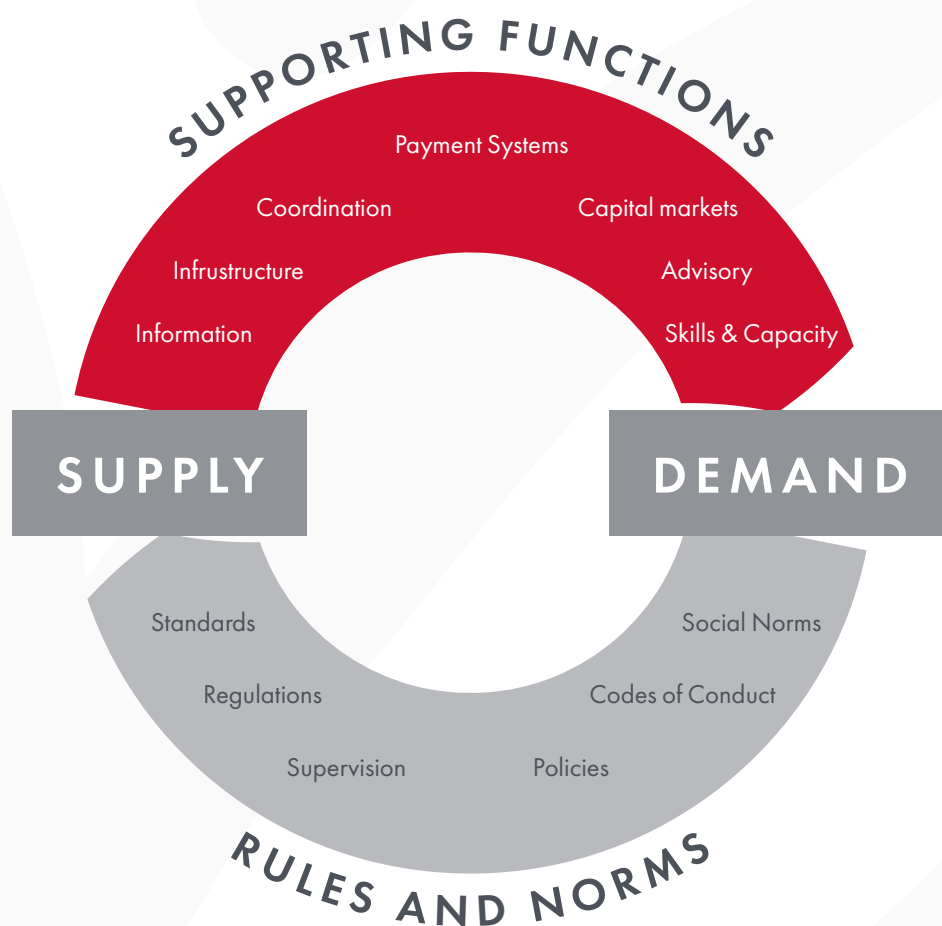 SUPPORTING FUNCTIONS
Payment Systems
Coordination
Capital markets
Infrustructure
Advisory
Information
Skills & Capacity
SUPPLY
DEMAND
Standards
Social Norms
Regulations
Codes of Conduct
Supervision
Policies
RULES AND NORMS